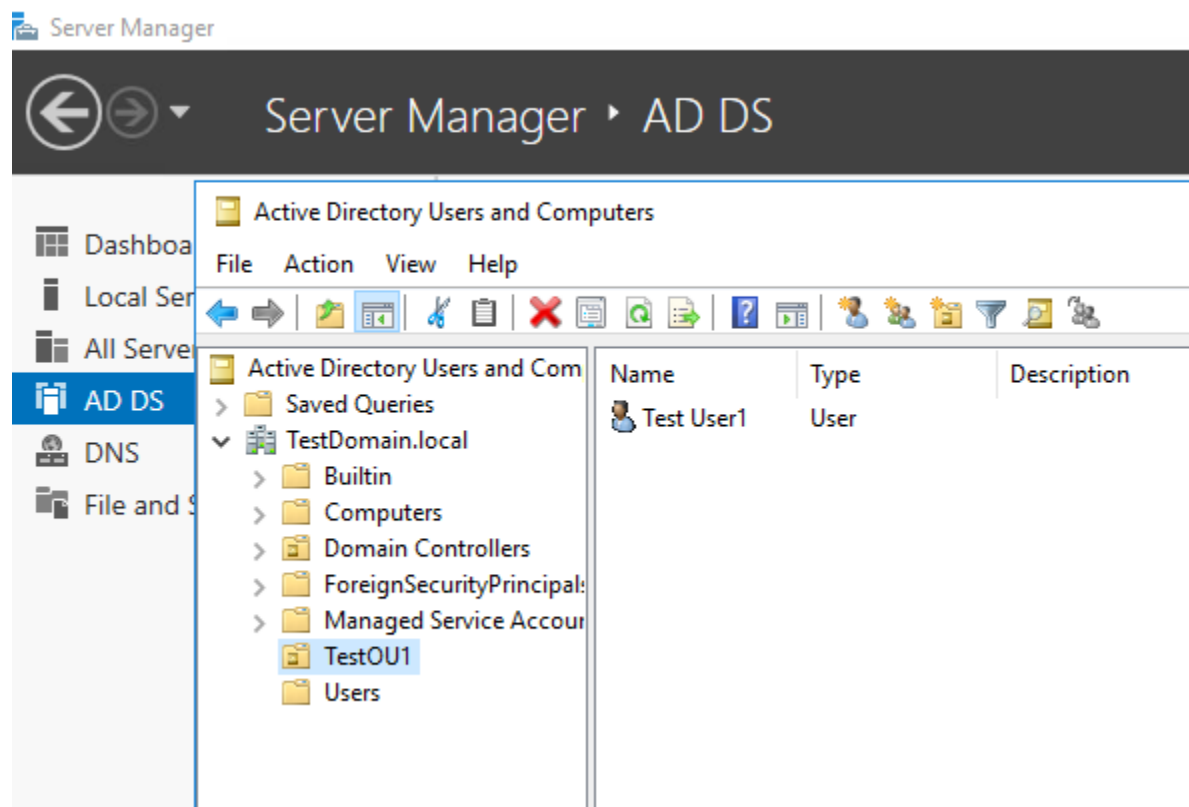 Server Manager
Server Manager ‣ AD DS
Dashboa
Local Ser
All Serve
AD DS
DNS
File and S
Active Directory Users and Computers
File Action View Help
Active Directory Users and Com
Saved Queries
TestDomain.local
Builtin
Computers
Domain Controllers
ForeignSecurityPrincipals
Managed Service Accoun
TestOU1
Users
Name Type Description
Test User1 User